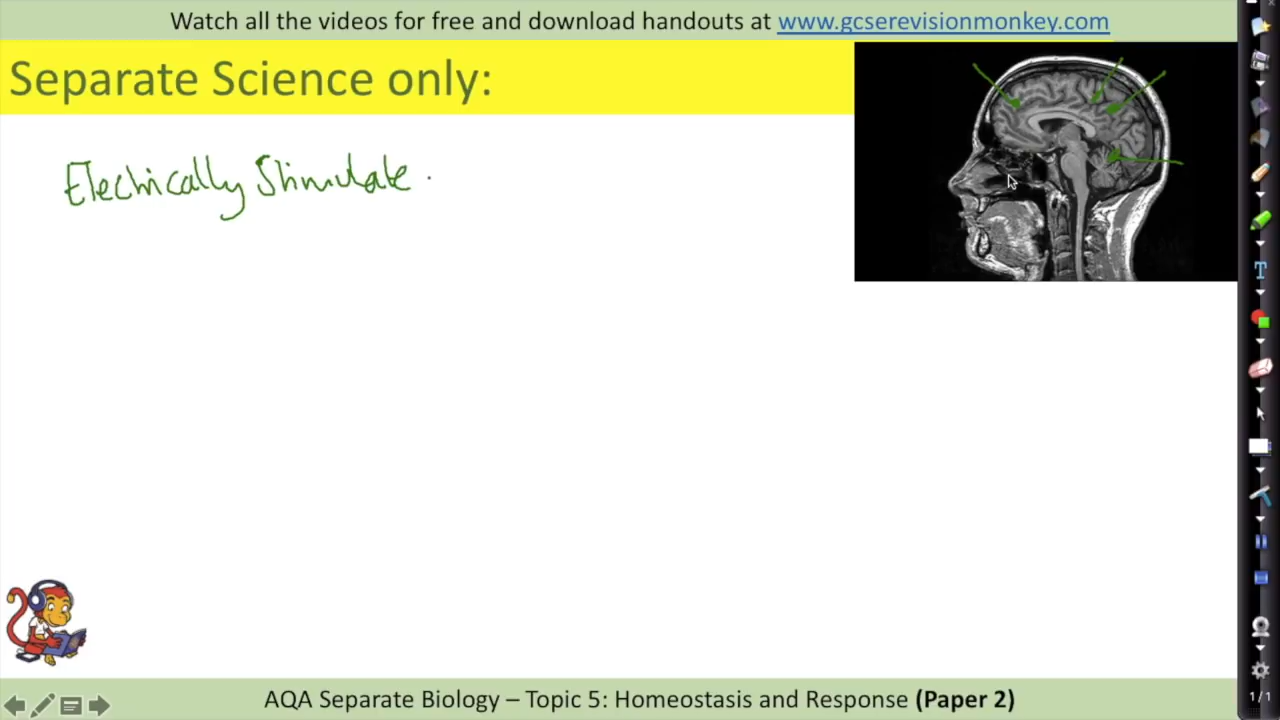 Watch all the videos for free and download handouts at www.gcserevisionmonkey.com
Separate Science only:
Electrically Stimulate
AQA Separate Biology – Topic 5: Homeostasis and Response (Paper 2)
1/1